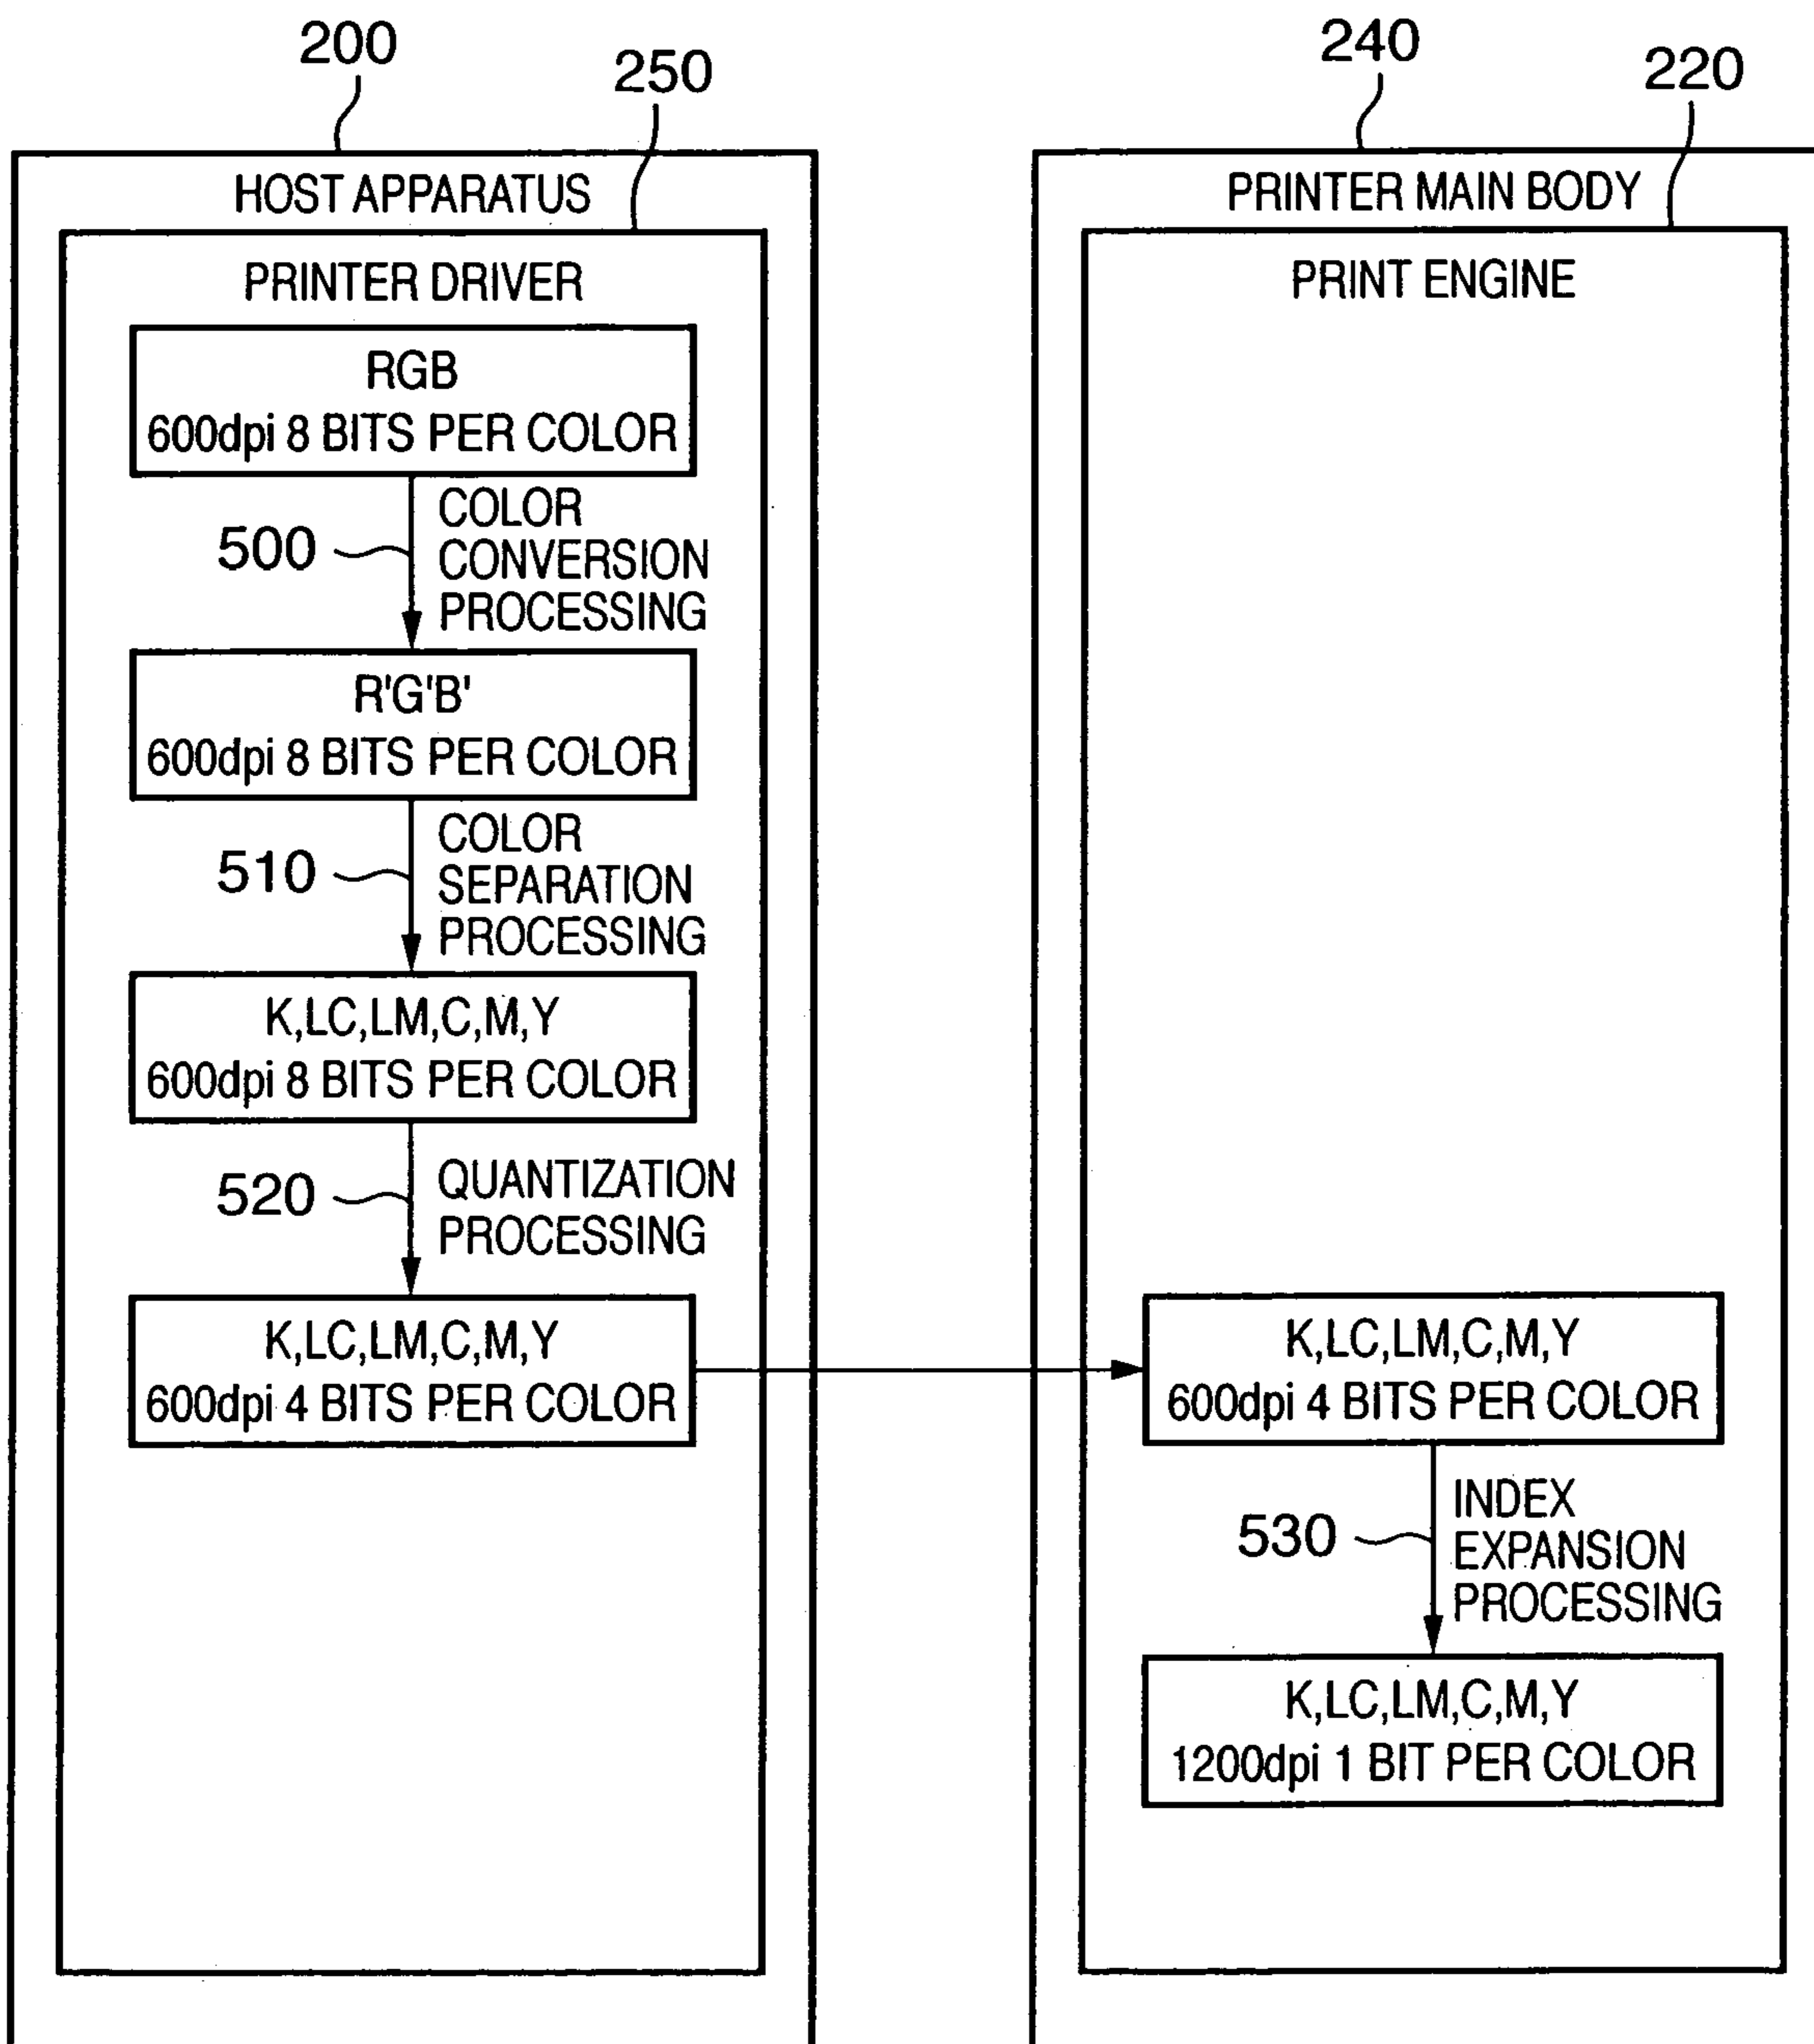 200
250
HOST APPARATUS
PRINTER DRIVER
RGB
600dpi 8 BITS PER COLOR
500
COLOR
CONVERSION
PROCESSING
R'G'B'
600dpi 8 BITS PER COLOR
510
COLOR
SEPARATION
PROCESSING
K,LC,LM,C,M,Y
600dpi 8 BITS PER COLOR
520
QUANTIZATION
PROCESSING
K,LC,LM,C,M,Y
600dpi 4 BITS PER COLOR
240
220
PRINTER MAIN BODY
PRINT ENGINE
K,LC,LM,C,M,Y
600dpi 4 BITS PER COLOR
530
INDEX
EXPANSION
PROCESSING
K,LC,LM,C,M,Y
1200dpi 1 BIT PER COLOR